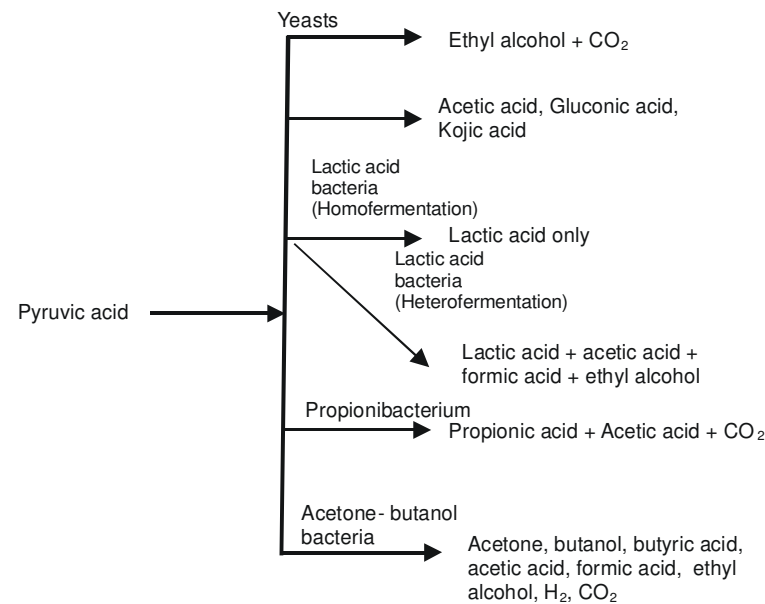 Yeasts
Ethyl alcohol + CO₂
Acetic acid, Gluconic acid,
Kojic acid
Lactic acid
bacteria
(Homofermentation)
Lactic acid only
Lactic acid
bacteria
(Heterofermentation)
Pyruvic acid
Lactic acid + acetic acid +
formic acid + ethyl alcohol
Propionibacterium
Propionic acid + Acetic acid + CO₂
Acetone- butanol
bacteria
Acetone, butanol, butyric acid,
acetic acid, formic acid, ethyl
alcohol, H₂, CO₂